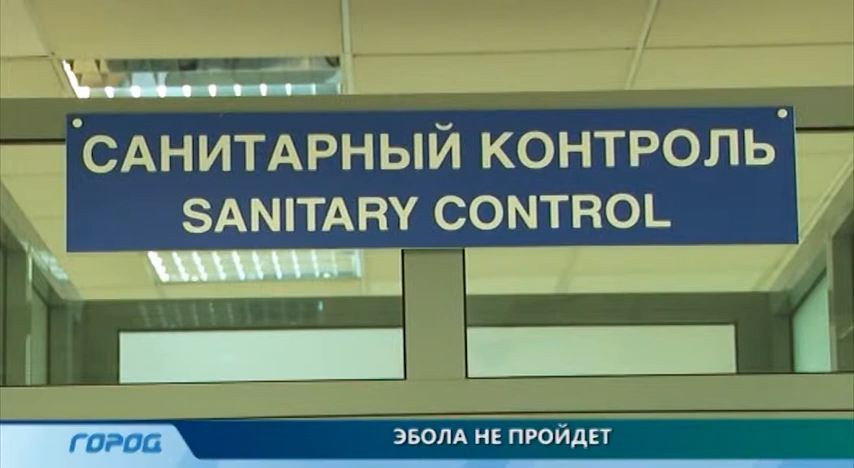 САНИТАРНЫЙ КОНТРОЛЬ
SANITARY CONTROL
ГОРОД
ЭБОЛА НЕ ПРОЙДЕТ